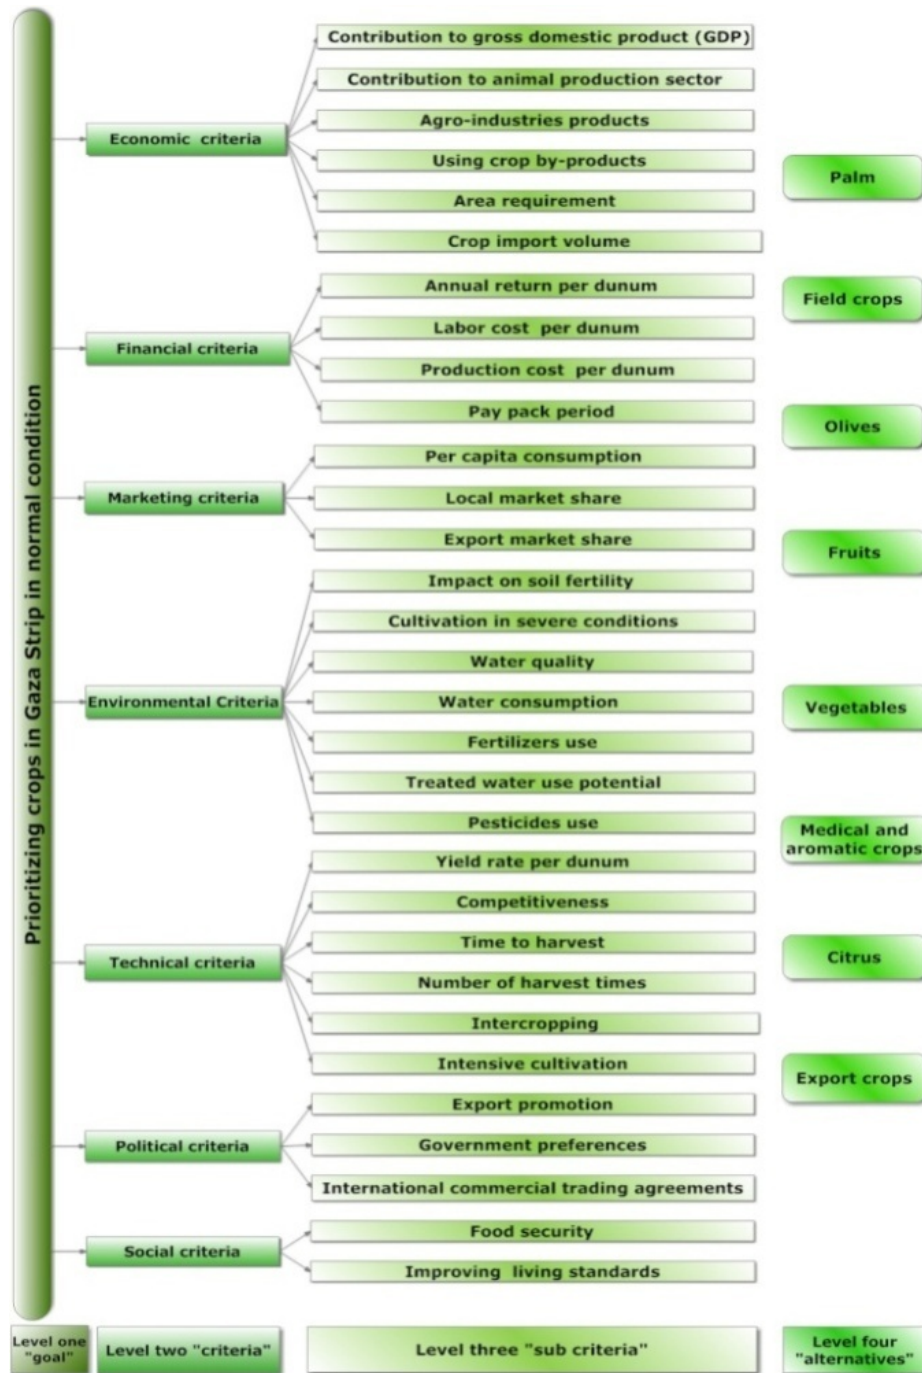 Prioritizing crops in Gaza Strip in normal condition
Economic criteria
Contribution to gross domestic product (GDP)
Contribution to animal production sector
Agro-industries products
Using crop by-products
Area requirement
Crop import volume
Financial criteria
Annual return per dunum
Labor cost per dunum
Production cost per dunum
Pay pack period
Marketing criteria
Per capita consumption
Local market share
Export market share
Environmental Criteria
Impact on soil fertility
Cultivation in severe conditions
Water quality
Water consumption
Fertilizers use
Treated water use potential
Pesticides use
Technical criteria
Yield rate per dunum
Competitiveness
Time to harvest
Number of harvest times
Intercropping
Intensive cultivation
Political criteria
Export promotion
Government preferences
International commercial trading agreements
Social criteria
Food security
Improving living standards
Palm
Field crops
Olives
Fruits
Vegetables
Medical and
aromatic crops
Citrus
Export crops
Level one
"goal"
Level two "criteria"
Level three "sub criteria"
Level four
"alternatives"